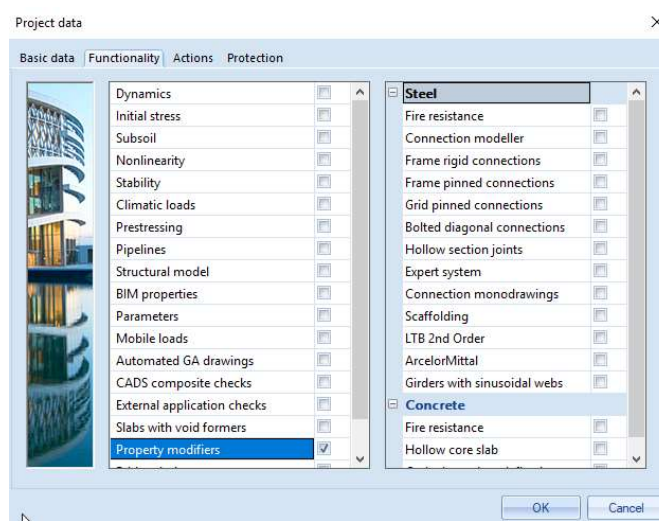 Project data
Basic data Functionality Actions Protection
Dynamics
Initial stress
Subsoil
Nonlinearity
Stability
Climatic loads
Prestressing
Pipelines
Structural model
BIM properties
Parameters
Mobile loads
Automated GA drawings
CADS composite checks
External application checks
Slabs with void formers
Property modifiers
Steel
Fire resistance
Connection modeller
Frame rigid connections
Frame pinned connections
Grid pinned connections
Bolted diagonal connections
Hollow section joints
Expert system
Connection monodrawings
Scaffolding
LTB 2nd Order
ArcelorMittal
Girders with sinusoidal webs
Concrete
Fire resistance
Hollow core slab
OK Cancel